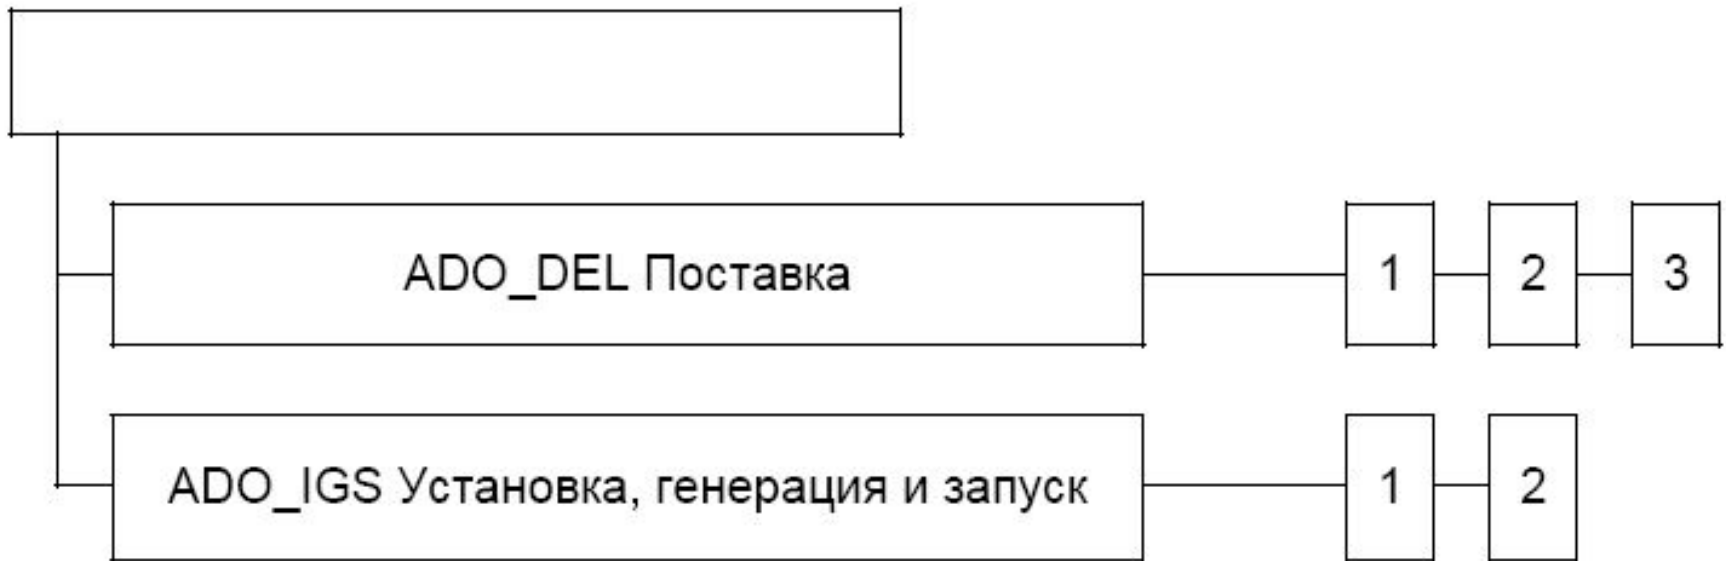 ADO_DEL Поставка 1 2 3
ADO_IGS Установка, генерация и запуск 1 2